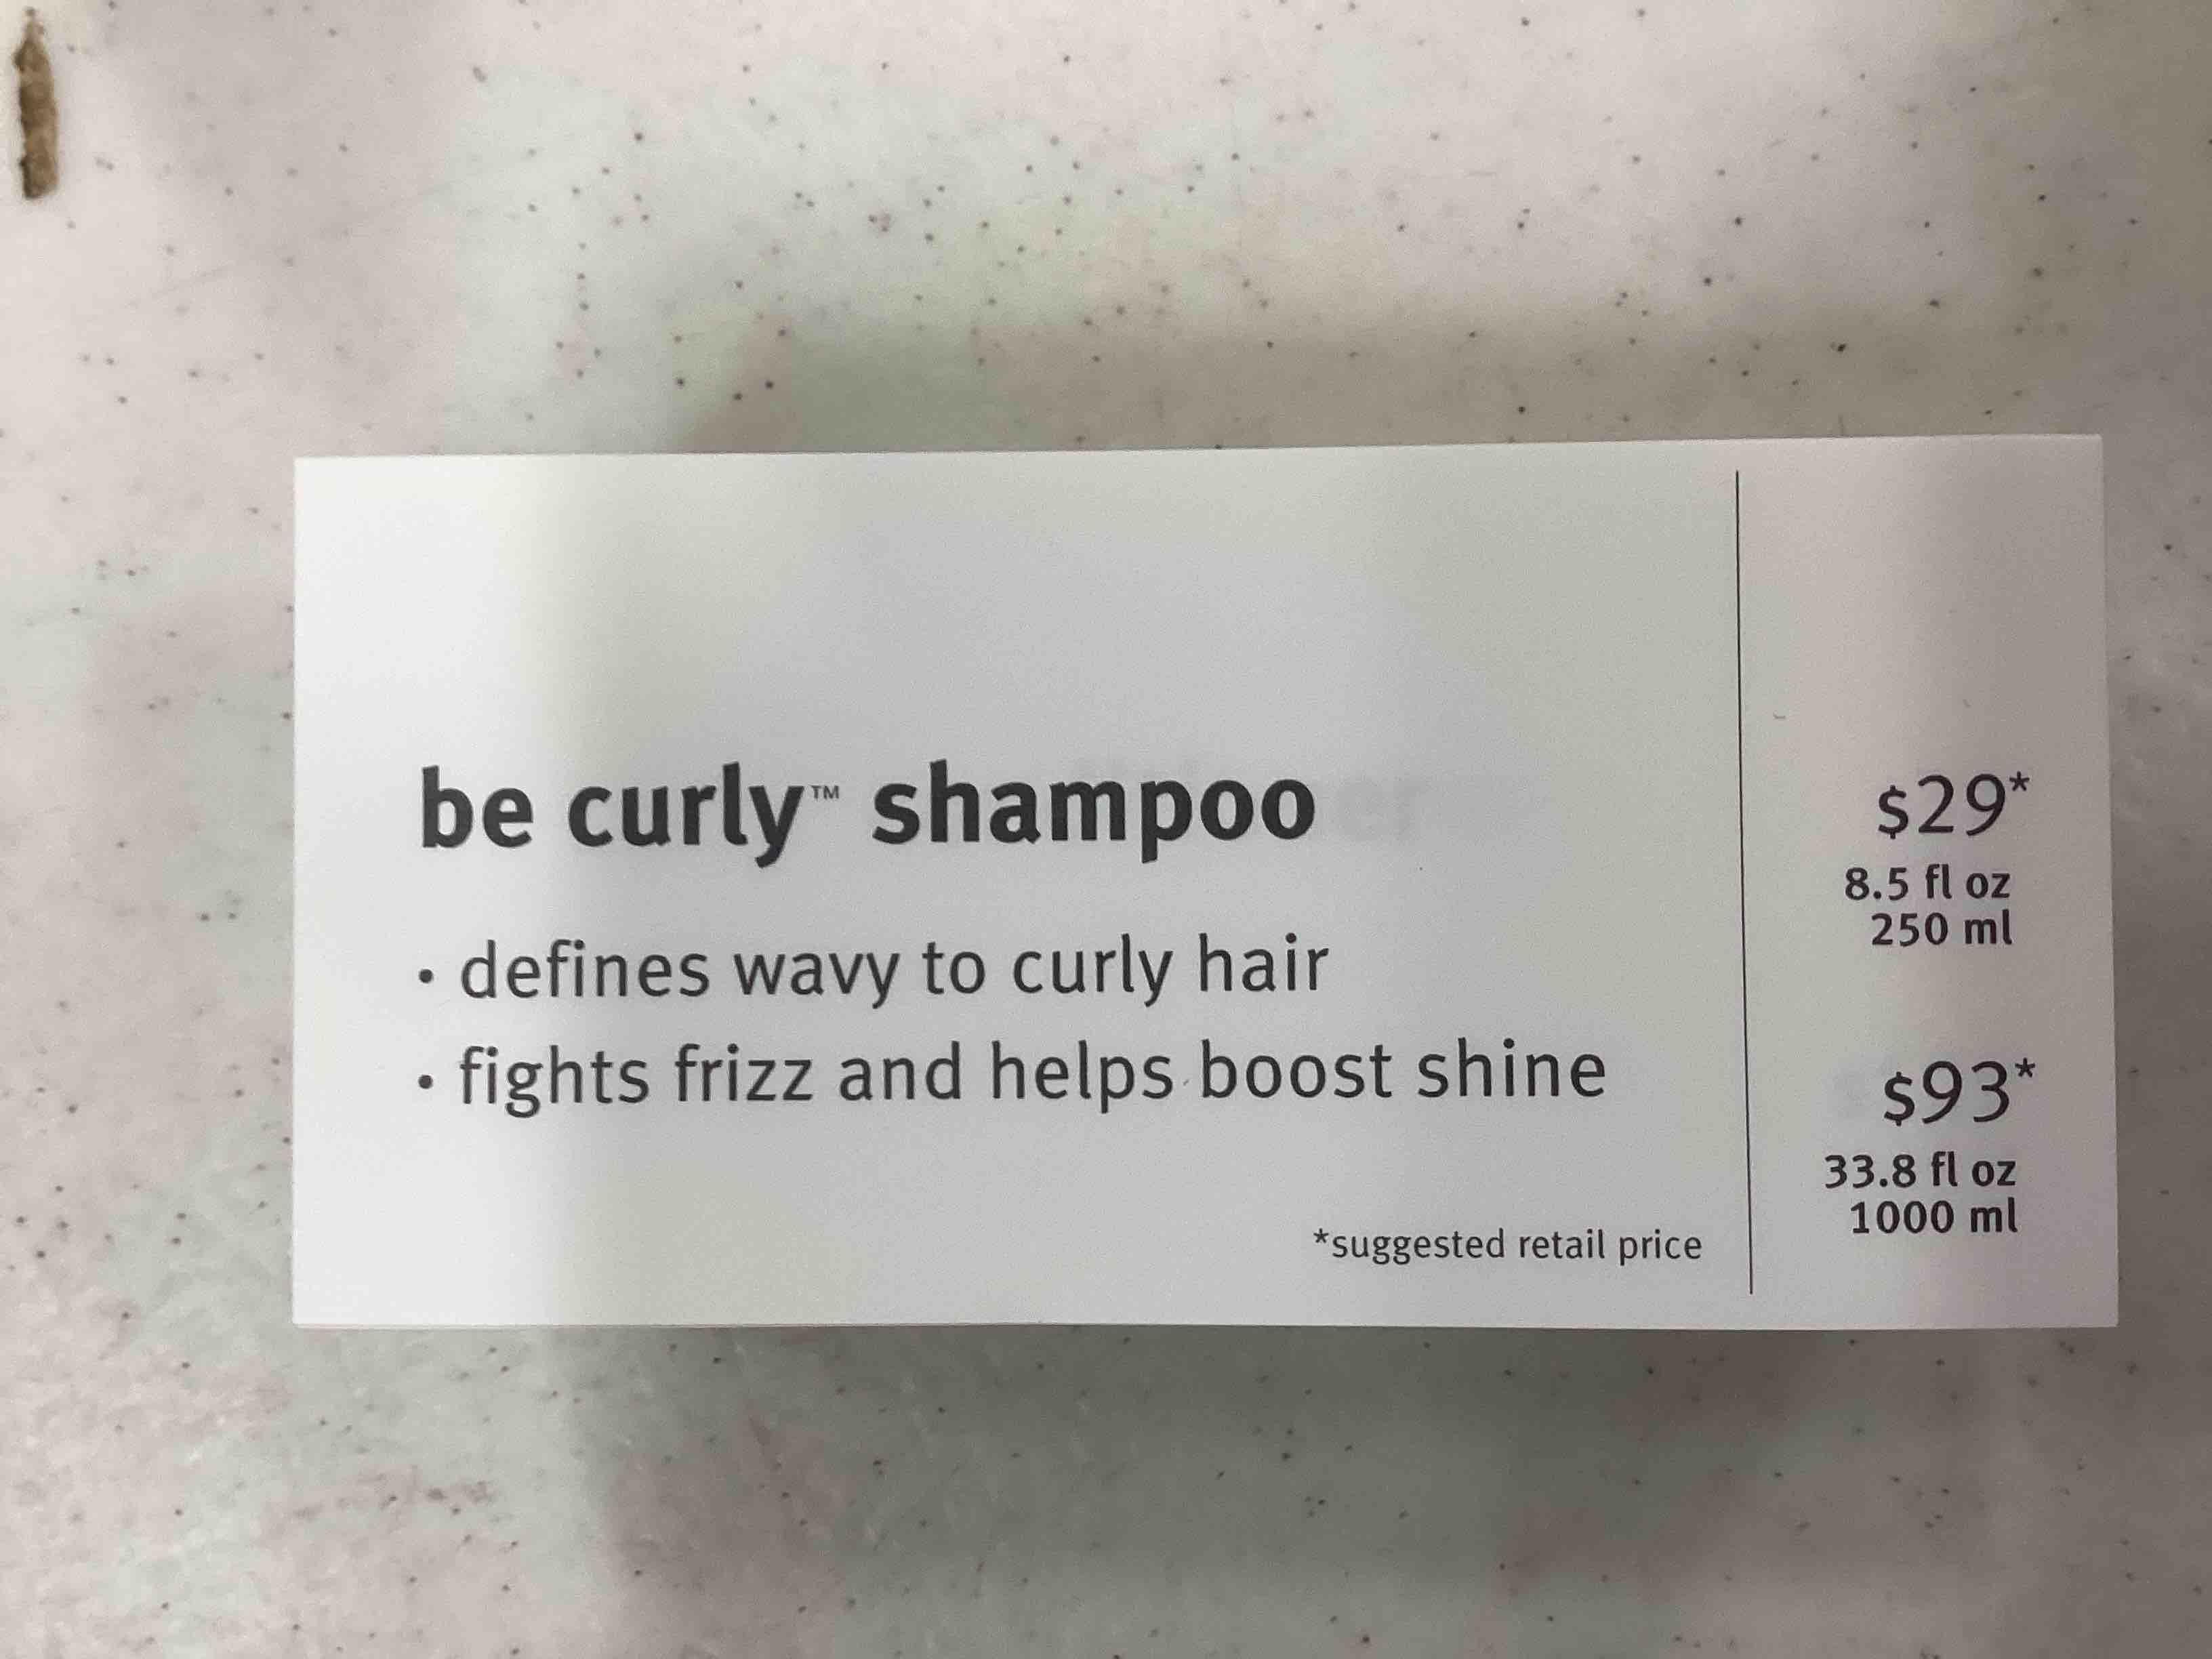 be curly™ shampoo
• defines wavy to curly hair
• fights frizz and helps boost shine
*suggested retail price
$29*
8.5 fl oz
250 ml
$93*
33.8 fl oz
1000 ml